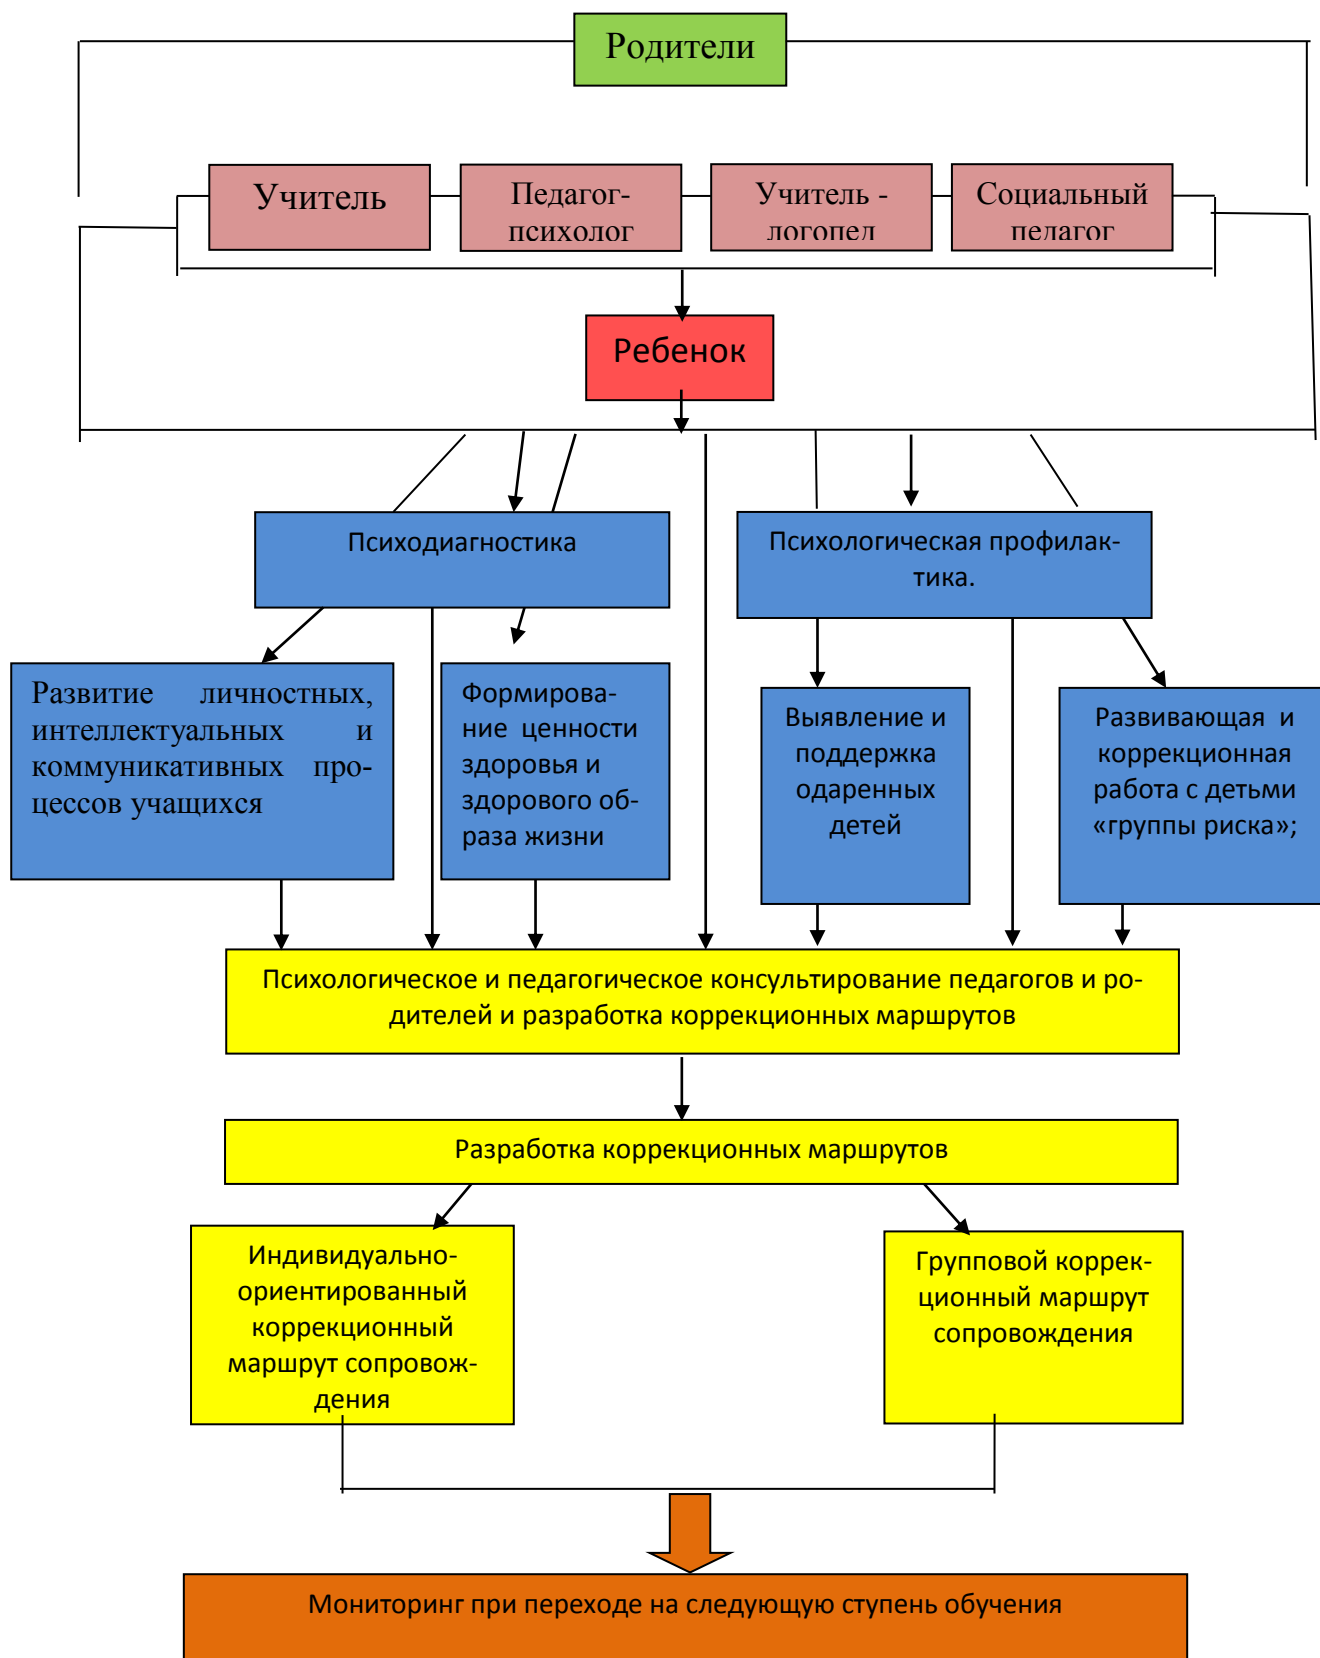 Родители
Учитель
Педагог-
психолог
Учитель -
логопед
Социальный
педагог
Ребенок
Психодиагностика
Психологическая профилак-
тика.
Развитие личностных,
интеллектуальных и
коммуникативных про-
цессов учащихся
Формирова-
ние ценности
здоровья и
здорового об-
раза жизни
Выявление и
поддержка
одаренных
детей
Развивающая и
коррекционная
работа с детьми
«группы риска»;
Психологическое и педагогическое консультирование педагогов и ро-
дителей и разработка коррекционных маршрутов
Разработка коррекционных маршрутов
Индивидуально-
ориентированный
коррекционный
маршрут сопровож-
дения
Групповой коррек-
ционный маршрут
сопровождения
Мониторинг при переходе на следующую ступень обучения